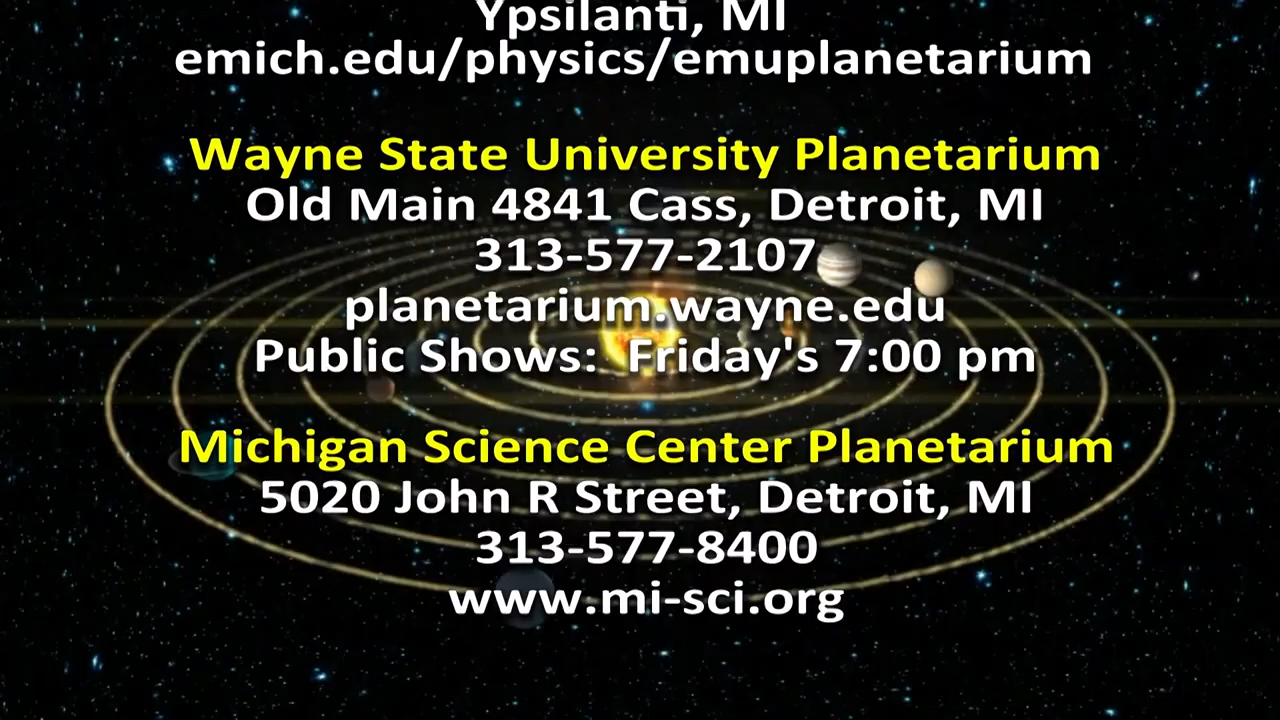 Ypsilanti, MI
emich.edu/physics/emuplanetarium
Wayne State University Planetarium
Old Main 4841 Cass, Detroit, MI
313-577-2107
planetarium.wayne.edu
Public Shows:  Friday's 7:00 pm
Michigan Science Center Planetarium
5020 John R Street, Detroit, MI
313-577-8400
www.mi-sci.org